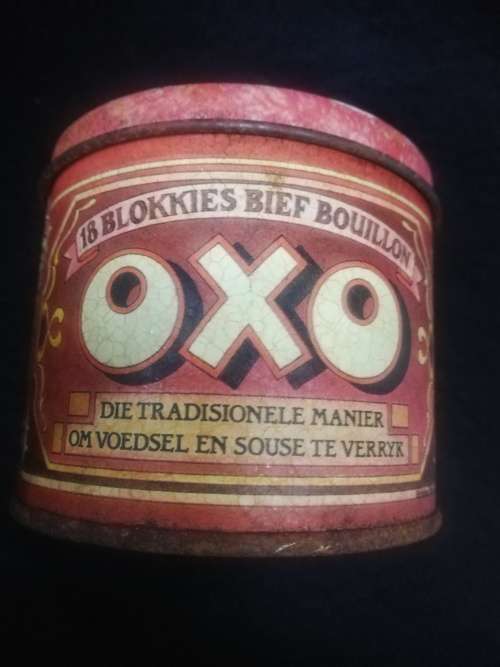 18 BLOKKIES BIEF BOUILLON
OXO
DIE TRADISIONELE MANIER
OM VOEDSEL EN SOUSE TE VERRYK